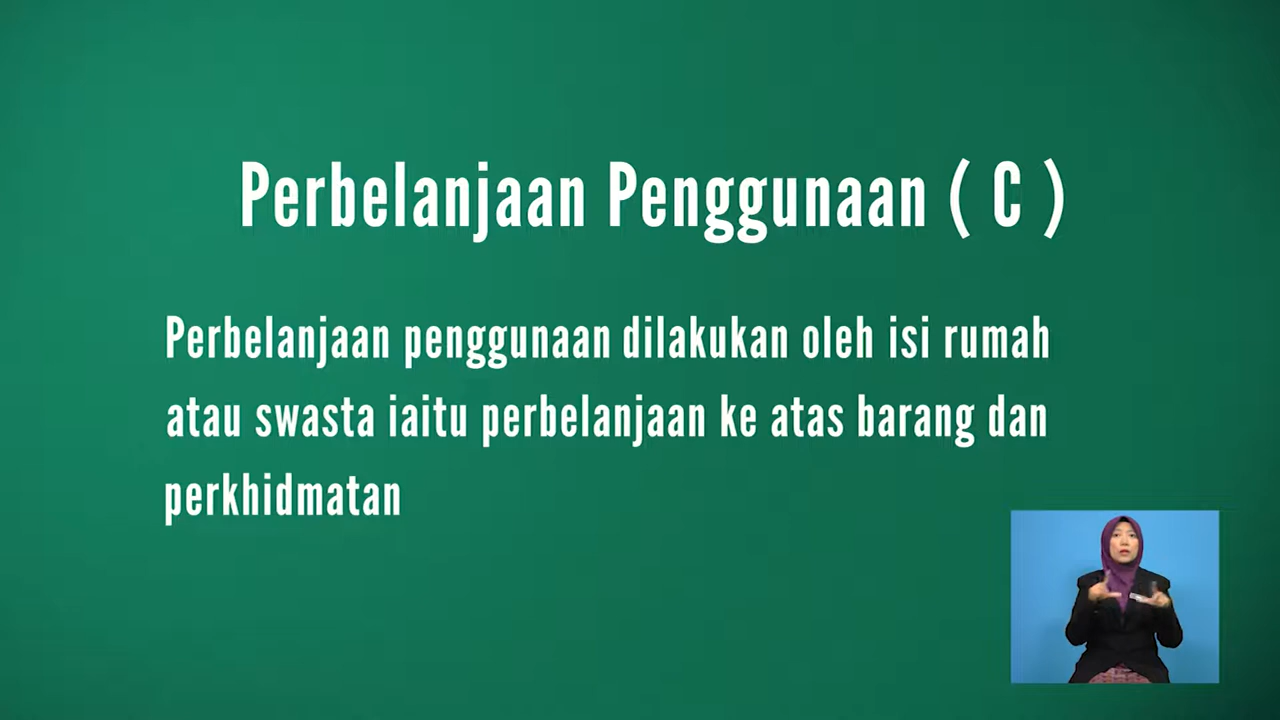 Perbelanjaan Penggunaan ( C )
Perbelanjaan penggunaan dilakukan oleh isi rumah
atau swasta iaitu perbelanjaan ke atas barang dan
perkhidmatan